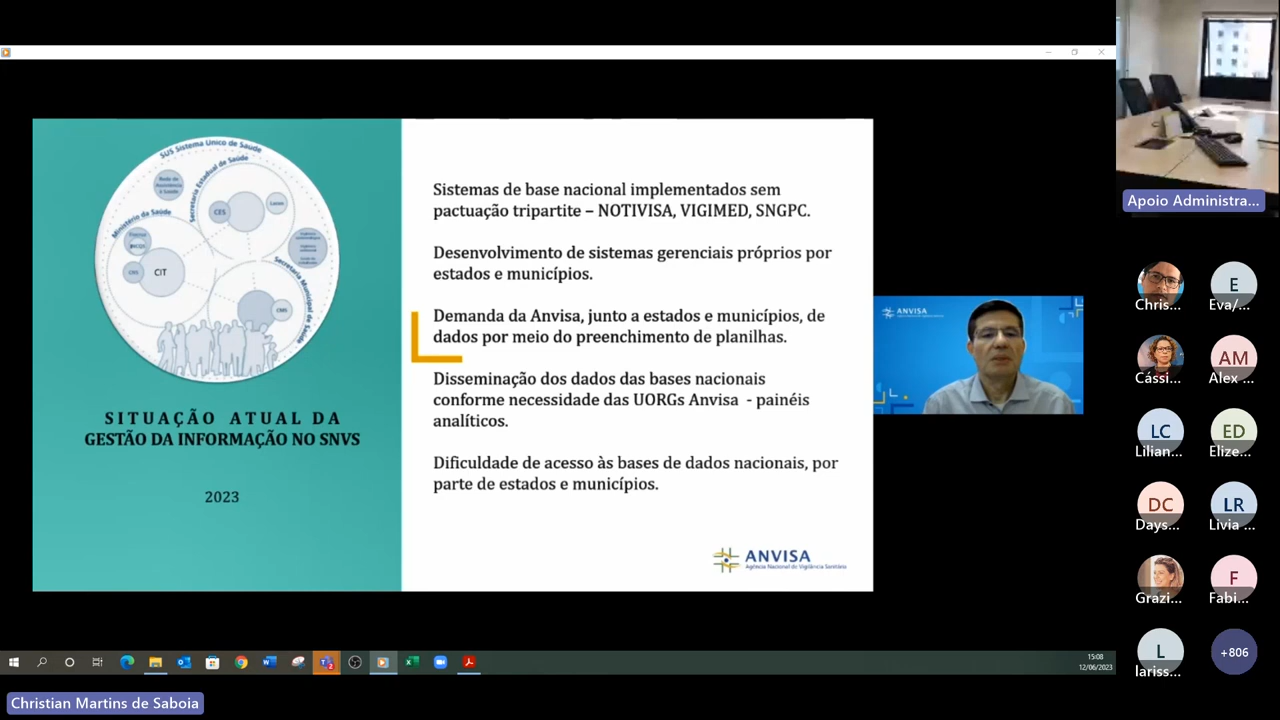 SUS Sistema Único de Saúde
Secretaria Estadual de Saúde
Ministério da Saúde
Secretaria Municipal de Saúde
Rede de
Assistência
à Saúde
CES
CIT
CNS
CMS
SITUAÇÃO ATUAL DA
GESTÃO DA INFORMAÇÃO NO SNVS
2023
Sistemas de base nacional implementados sem
pactuação tripartite – NOTIVISA, VIGIMED, SNGPC.
Desenvolvimento de sistemas gerenciais próprios por
estados e municípios.
Demanda da Anvisa, junto a estados e municípios, de
dados por meio do preenchimento de planilhas.
Disseminação dos dados das bases nacionais
conforme necessidade das UORGs Anvisa - painéis
analíticos.
Dificuldade de acesso às bases de dados nacionais, por
parte de estados e municípios.
ANVISA
Agência Nacional de Vigilância Sanitária
ANVISA
Apoio Administra...
Chris...
E
Eva/...
Cássi...
AM
Alex ...
LC
Lilian...
ED
Elize...
DC
Days...
LR
Livia ...
Grazi...
F
Fabi...
L
lariss...
+806
15:08
12/06/2023
Christian Martins de Saboia